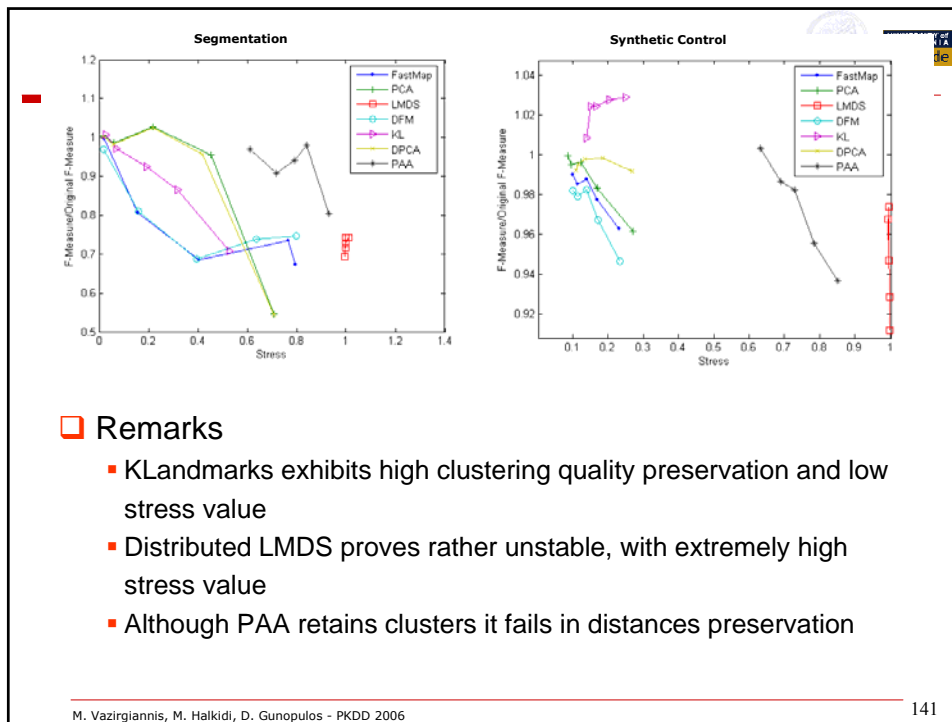 Segmentation
1.2
1.1
1
0.9
0.8
0.7
0.6
0.5
0
0.2
0.4
0.6
0.8
1
1.2
1.4
F-Measure/Original F-Measure
Stress
FastMap
PCA
LMDS
DFM
KL
DPCA
PAA
Synthetic Control
1.04
1.02
1
0.98
0.96
0.94
0.92
0.1
0.2
0.3
0.4
0.5
0.6
0.7
0.8
0.9
1
F-Measure/Original F-Measure
Stress
FastMap
PCA
LMDS
DFM
KL
DPCA
PAA
Remarks
KLandmarks exhibits high clustering quality preservation and low
stress value
Distributed LMDS proves rather unstable, with extremely high
stress value
Although PAA retains clusters it fails in distances preservation
M. Vazirgiannis, M. Halkidi, D. Gunopulos - PKDD 2006
141